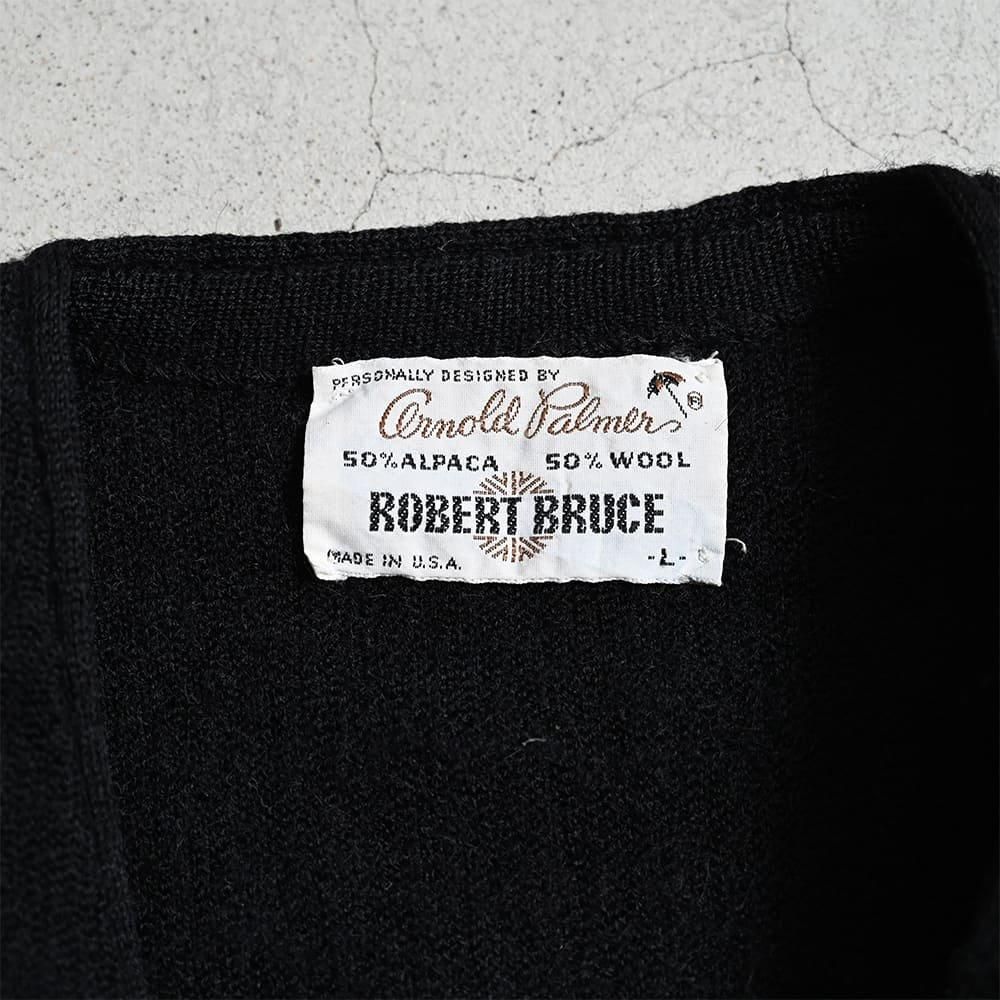 PERSONALLY DESIGNED BY
Arnold Palmer
50% ALPACA 50% WOOL
ROBERT BRUCE
MADE IN U.S.A. -L-